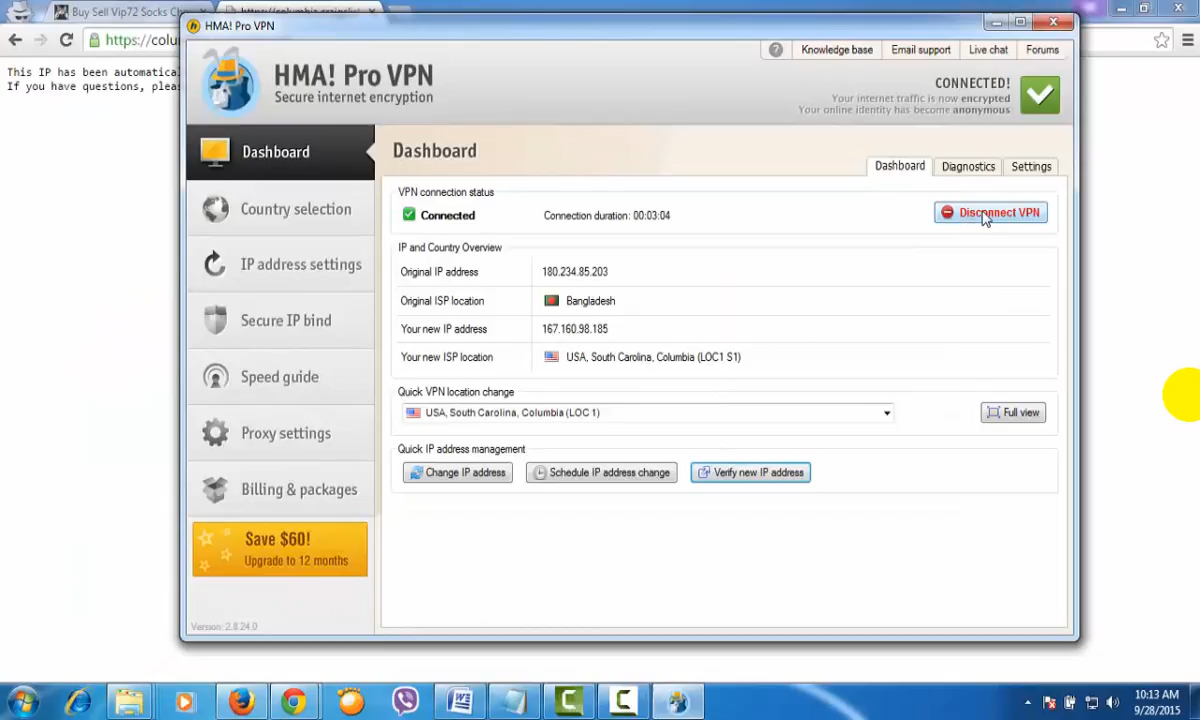 Buy Sell Vip72 Socks Ch
https://columbia.craigslis
HMA! Pro VPN
https://colu
This IP has been automatica
If you have questions, pleas
HMA! Pro VPN
Secure internet encryption
Knowledge base
Email support
Live chat
Forums
CONNECTED!
Your internet traffic is now encrypted
Your online identity has become anonymous
Dashboard
Country selection
IP address settings
Secure IP bind
Speed guide
Proxy settings
Billing & packages
Save $60!
Upgrade to 12 months
Version: 2.8.24.0
Dashboard
Dashboard
Diagnostics
Settings
VPN connection status
Connected
Connection duration: 00:03:04
Disconnect VPN
IP and Country Overview
Original IP address
180.234.85.203
Original ISP location
Bangladesh
Your new IP address
167.160.98.185
Your new ISP location
USA, South Carolina, Columbia (LOC1 S1)
Quick VPN location change
USA, South Carolina, Columbia (LOC 1)
Full view
Quick IP address management
Change IP address
Schedule IP address change
Verify new IP address
10:13 AM
9/28/2015